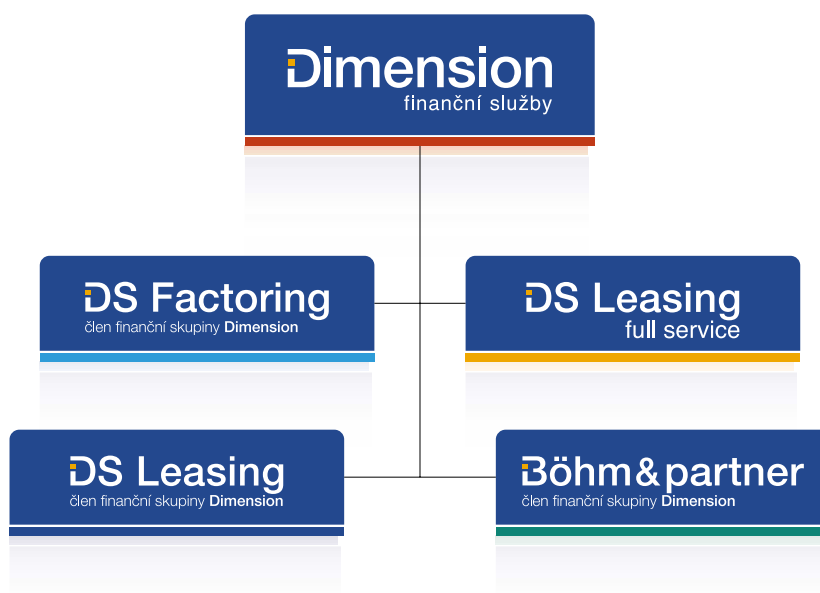 Dimension
finanční služby
DS Factoring
člen finanční skupiny Dimension
DS Leasing
full service
DS Leasing
člen finanční skupiny Dimension
Böhm & partner
člen finanční skupiny Dimension